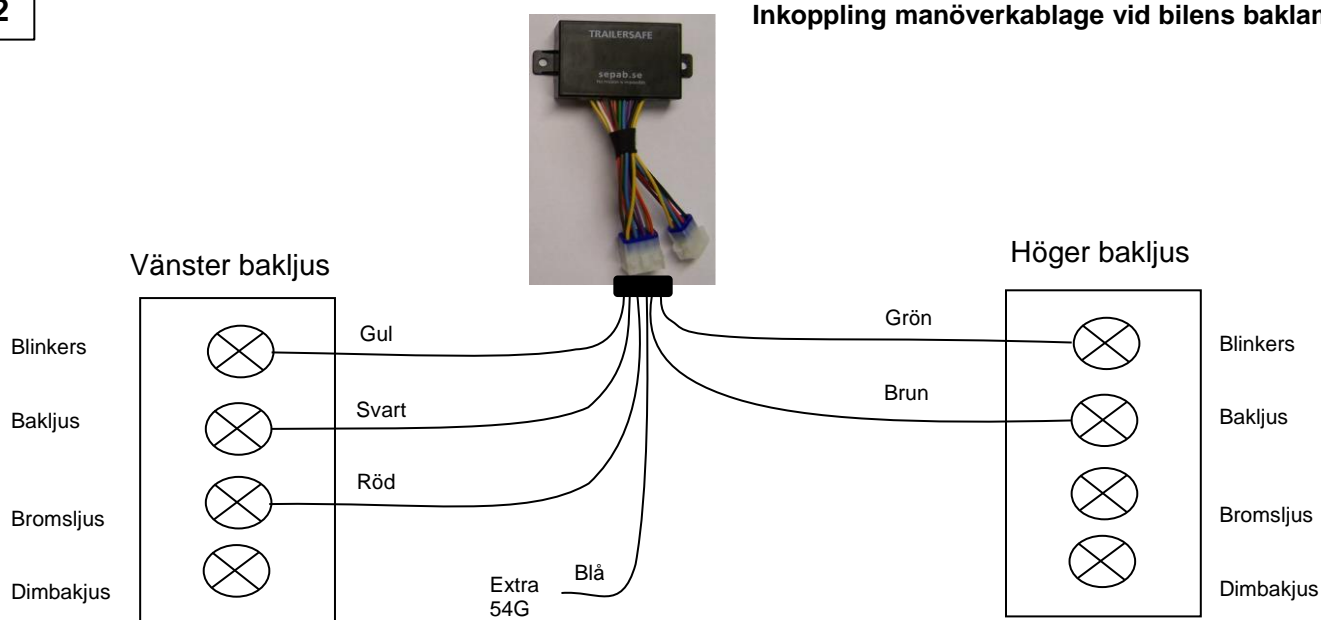 2
Inkoppling manöverkablage vid bilens baklam
TRAILERSAFE
sepab.se
Vänster bakljus
Höger bakljus
Blinkers
Gul
Grön
Blinkers
Bakljus
Svart
Brun
Bakljus
Röd
Bromsljus
Bromsljus
Dimbakjus
Extra
54G
Blå
Dimbakjus